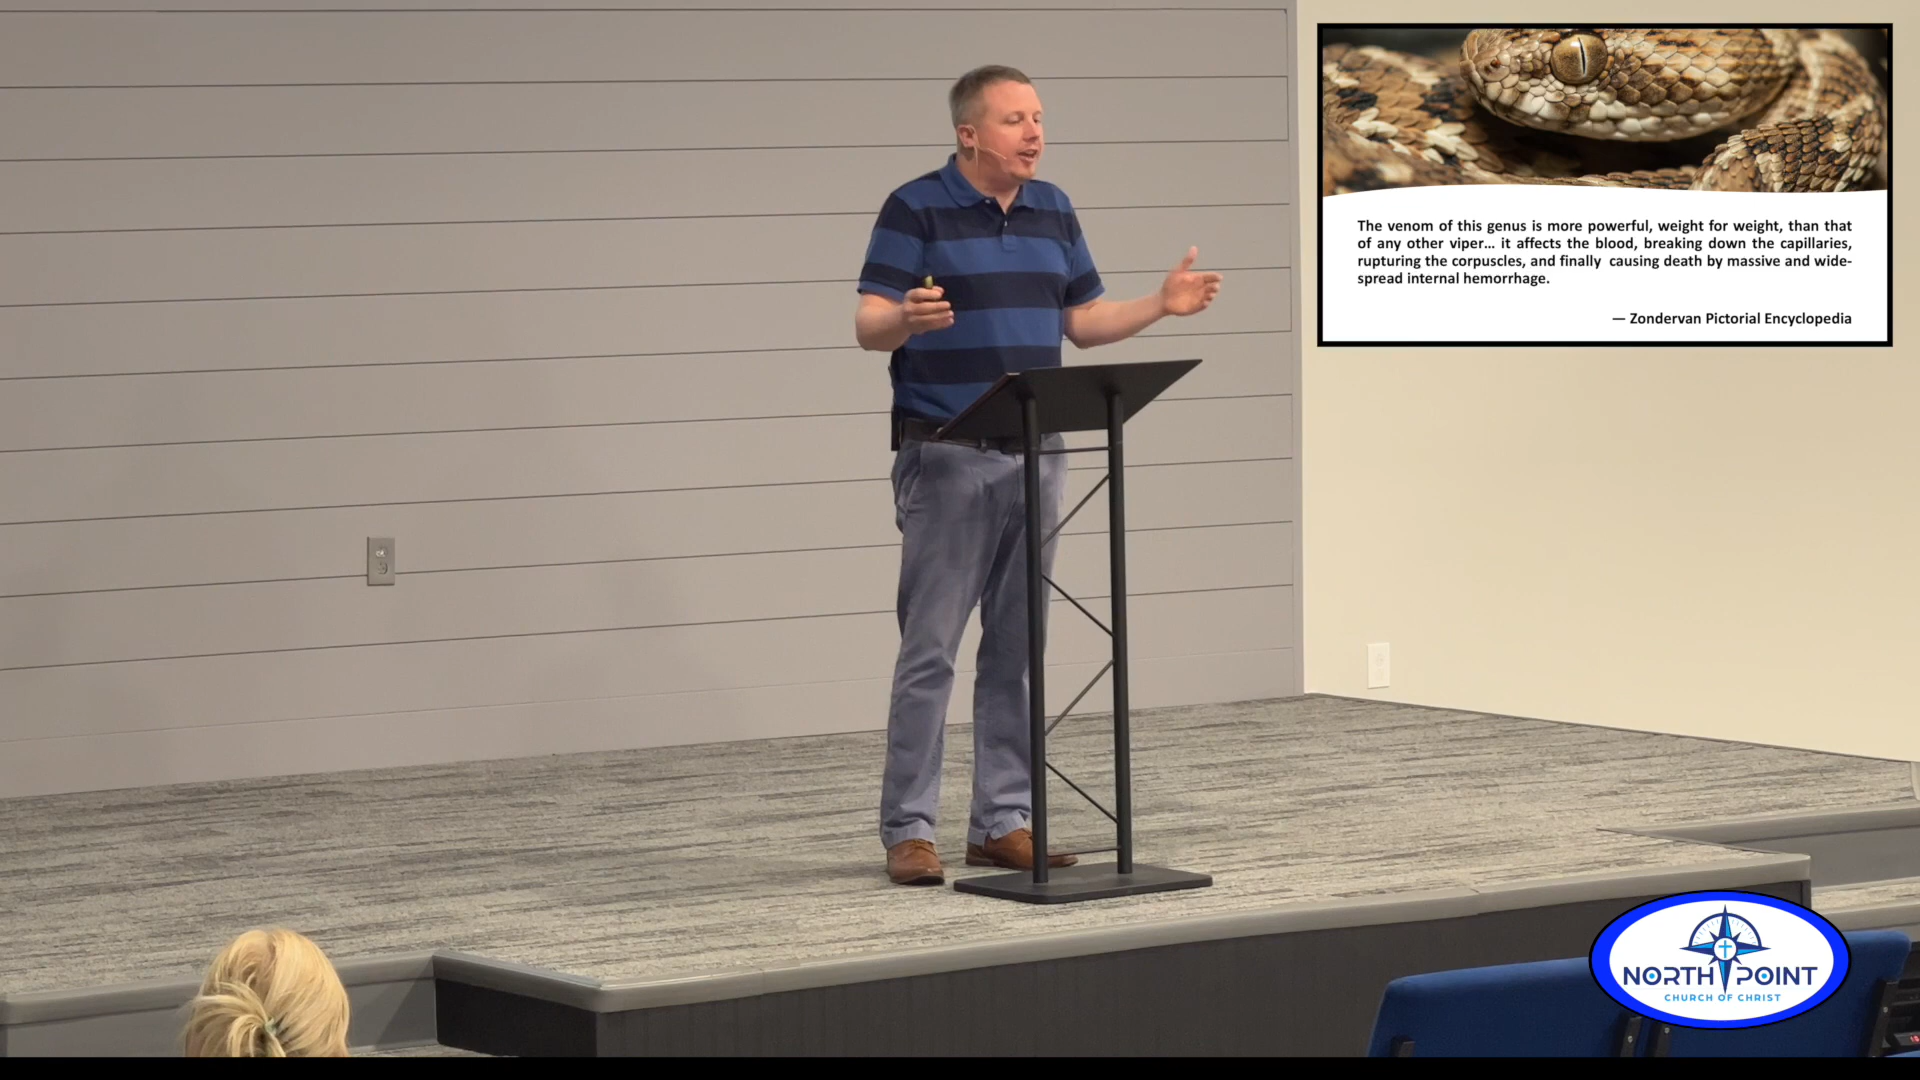 The venom of this genus is more powerful, weight for weight, than that
of any other viper... it affects the blood, breaking down the capillaries,
rupturing the corpuscles, and finally causing death by massive and wide-
spread internal hemorrhage.
— Zondervan Pictorial Encyclopedia
NORTH POINT
CHURCH OF CHRIST